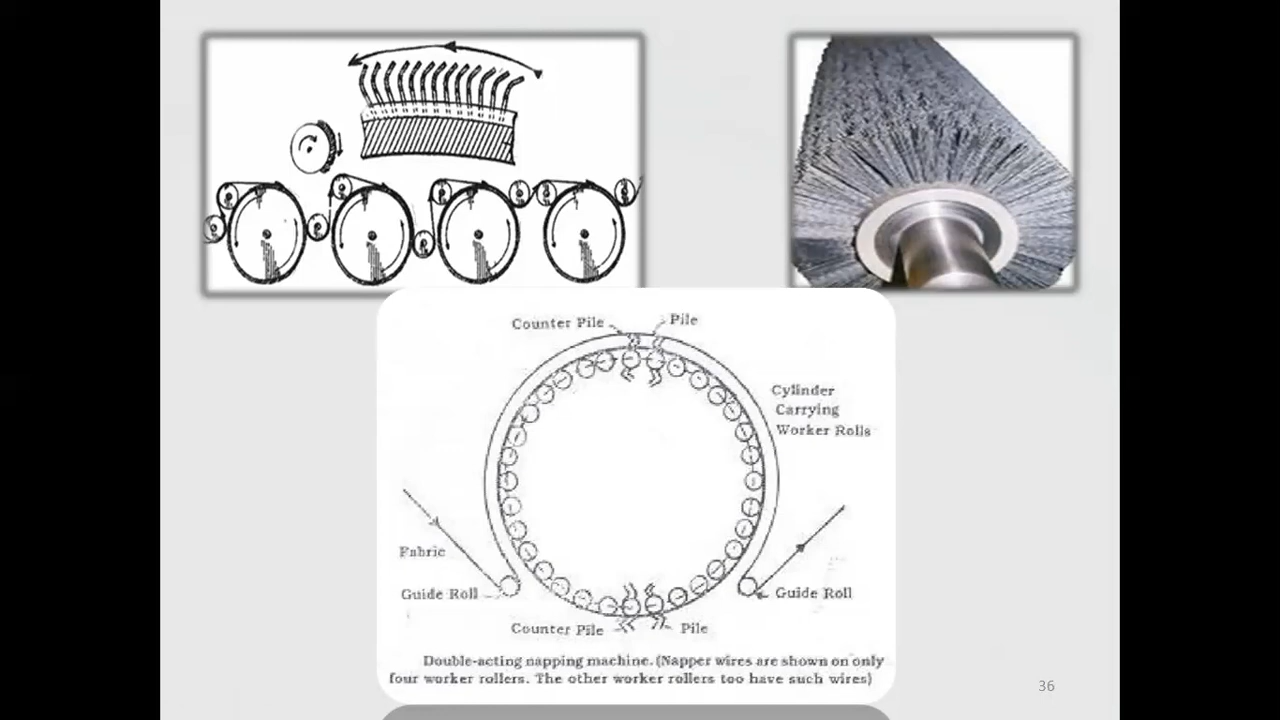 Counter Pile
Pile
Cylinder
Carrying
Worker Rolls
Fabric
Guide Roll
Guide Roll
Counter Pile
Pile
Double-acting napping machine. (Napper wires are shown on only
four worker rollers. The other worker rollers too have such wires)
36